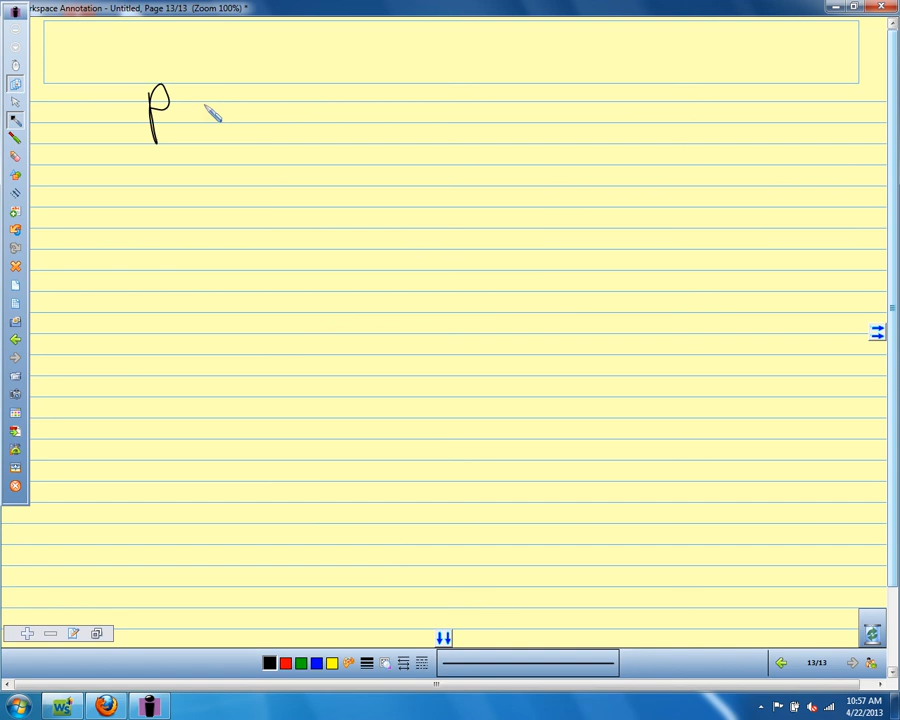 rkspace Annotation - Untitled, Page 13/13 (Zoom 100%) *
P
13/13
10:57 AM
4/22/2013